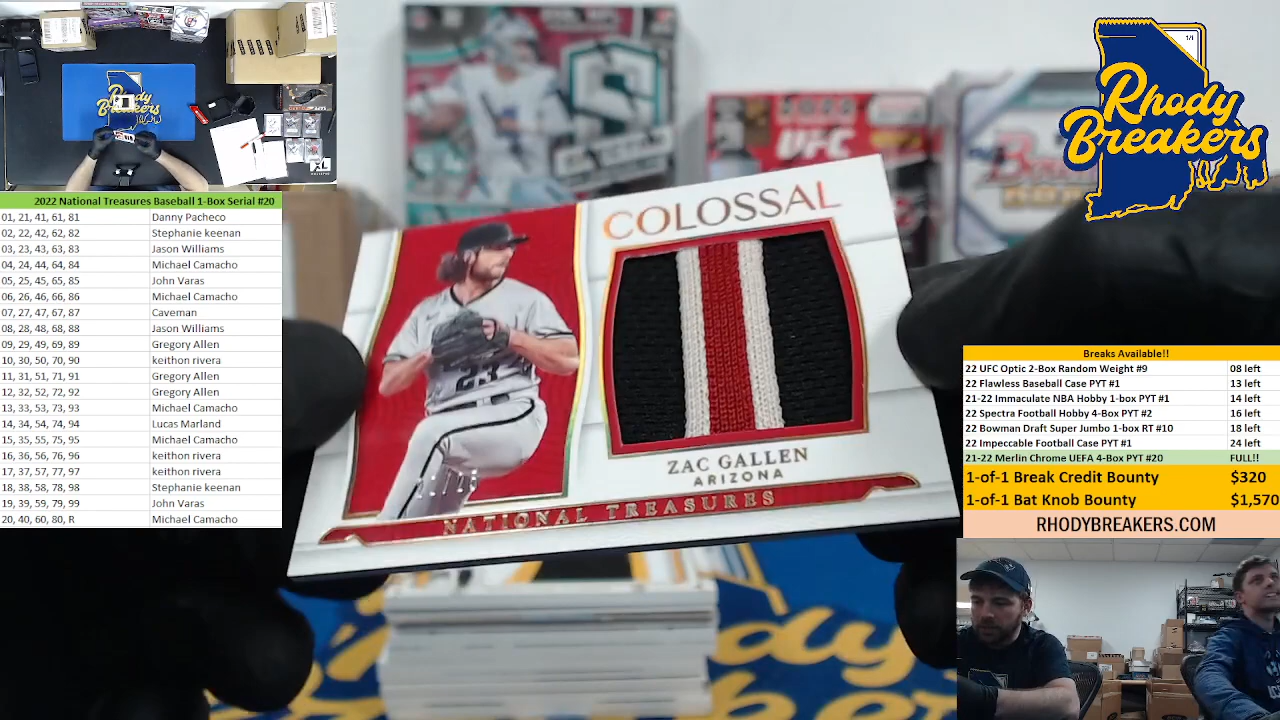 2022 National Treasures Baseball 1-Box Serial #20
01, 21, 41, 61, 81 Danny Pacheco
02, 22, 42, 62, 82 Stephanie keenan
03, 23, 43, 63, 83 Jason Williams
04, 24, 44, 64, 84 Michael Camacho
05, 25, 45, 65, 85 John Varas
06, 26, 46, 66, 86 Michael Camacho
07, 27, 47, 67, 87 Caveman
08, 28, 48, 68, 88 Jason Williams
09, 29, 49, 69, 89 Gregory Allen
10, 30, 50, 70, 90 keithon rivera
11, 31, 51, 71, 91 Gregory Allen
12, 32, 52, 72, 92 Gregory Allen
13, 33, 53, 73, 93 Michael Camacho
14, 34, 54, 74, 94 Lucas Marland
15, 35, 55, 75, 95 Michael Camacho
16, 36, 56, 76, 96 keithon rivera
17, 37, 57, 77, 97 keithon rivera
18, 38, 58, 78, 98 Stephanie keenan
19, 39, 59, 79, 99 John Varas
20, 40, 60, 80, R Michael Camacho
UFC
COLOSSAL
23
ZAC GALLEN
ARIZONA
NATIONAL TREASURES
1/1
Rhody
Breakers
Breaks Available!!
22 UFC Optic 2-Box Random Weight #9 08 left
22 Flawless Baseball Case PYT #1 13 left
21-22 Immaculate NBA Hobby 1-box PYT #1 14 left
22 Spectra Football Hobby 4-Box PYT #2 16 left
22 Bowman Draft Super Jumbo 1-box RT #10 18 left
22 Impeccable Football Case PYT #1 24 left
21-22 Merlin Chrome UEFA 4-Box PYT #20 FULL!!
1-of-1 Break Credit Bounty $320
1-of-1 Bat Knob Bounty $1,570
RHODYBREAKERS.COM